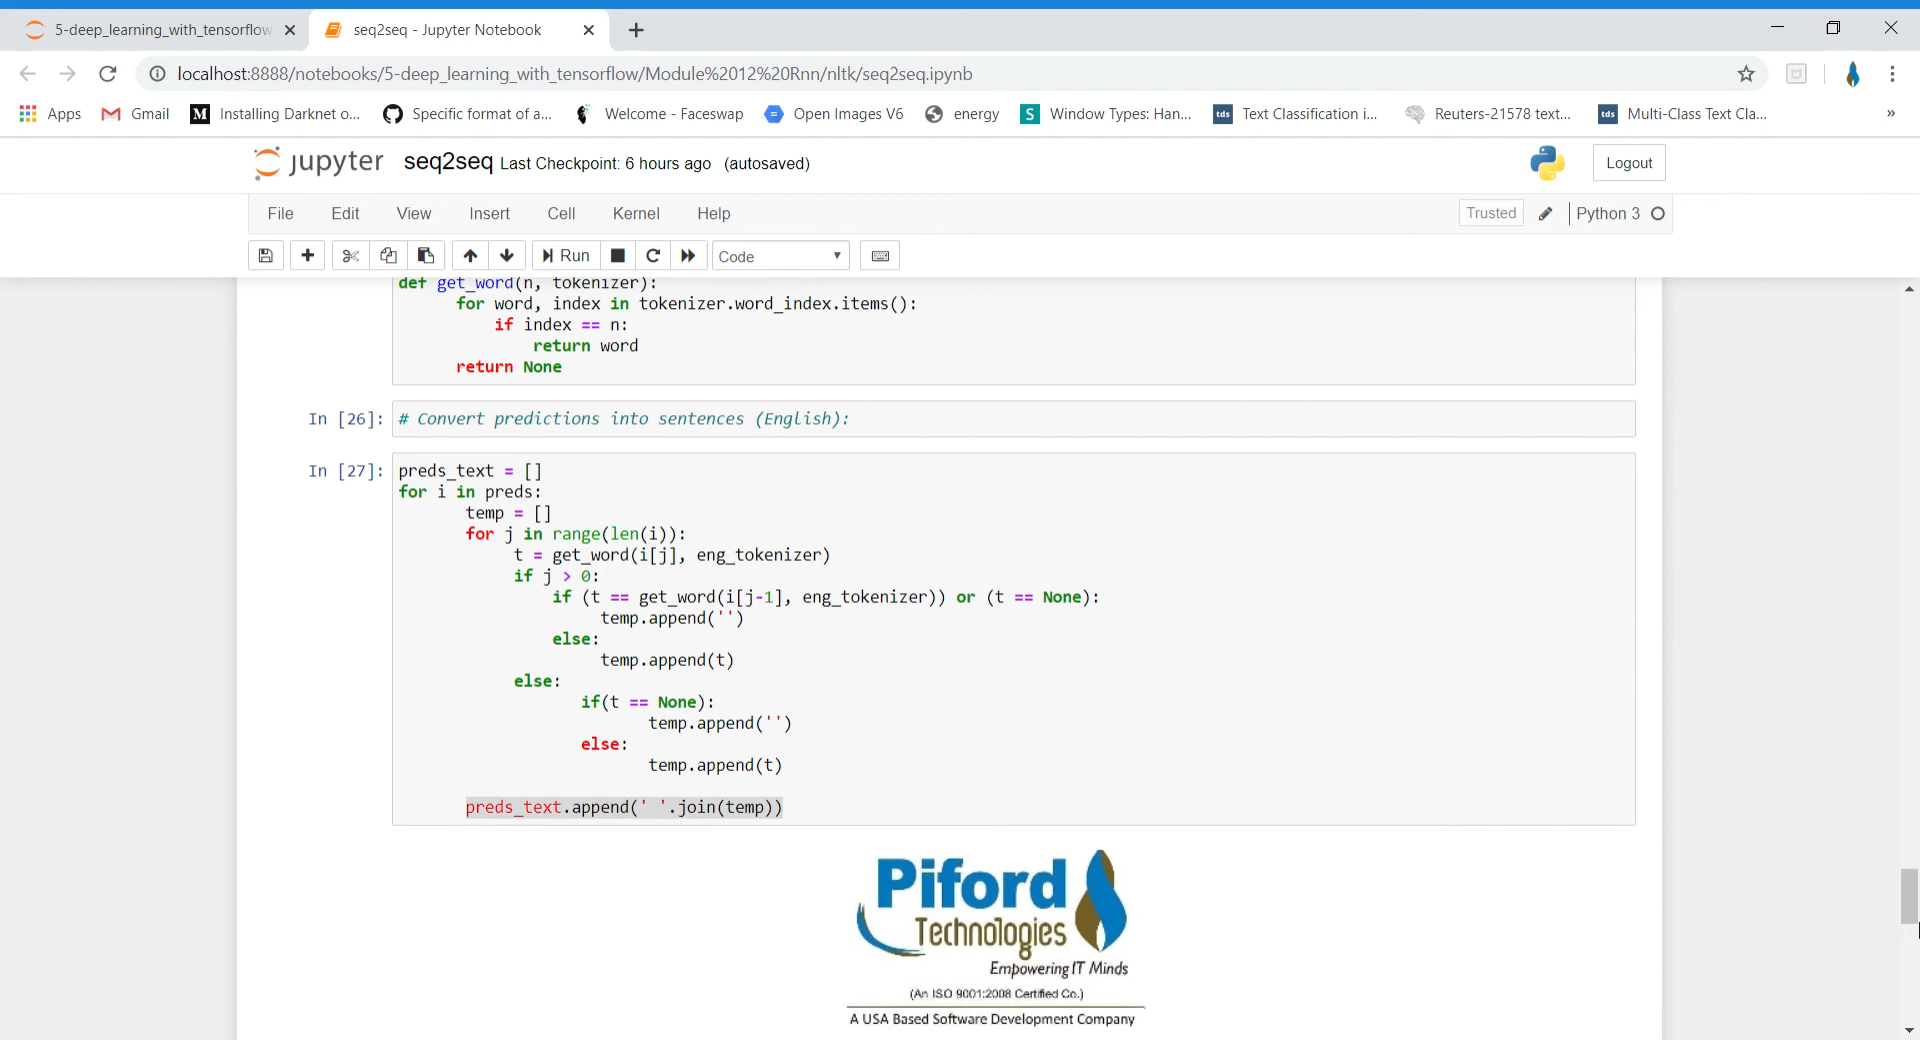 5-deep_learning_with_tensorflow
seq2seq - Jupyter Notebook
localhost:8888/notebooks/5-deep_learning_with_tensorflow/Module%2012%20Rnn/nltk/seq2seq.ipynb
Apps Gmail Installing Darknet o... Specific format of a... Welcome - Faceswap Open Images V6 energy Window Types: Han... Text Classification i... Reuters-21578 text... Multi-Class Text Cla...
jupyter seq2seq Last Checkpoint: 6 hours ago (autosaved) Logout
File Edit View Insert Cell Kernel Help Trusted Python 3
Run Code
def get_word(n, tokenizer):
for word, index in tokenizer.word_index.items():
if index == n:
return word
return None
In [26]: # Convert predictions into sentences (English):
In [27]: preds_text = []
for i in preds:
temp = []
for j in range(len(i)):
t = get_word(i[j], eng_tokenizer)
if j > 0:
if (t == get_word(i[j-1], eng_tokenizer)) or (t == None):
temp.append('')
else:
temp.append(t)
else:
if(t == None):
temp.append('')
else:
temp.append(t)
preds_text.append(' '.join(temp))
Piford
Technologies
Empowering IT Minds
(An ISO 9001:2008 Certified Co.)
A USA Based Software Development Company